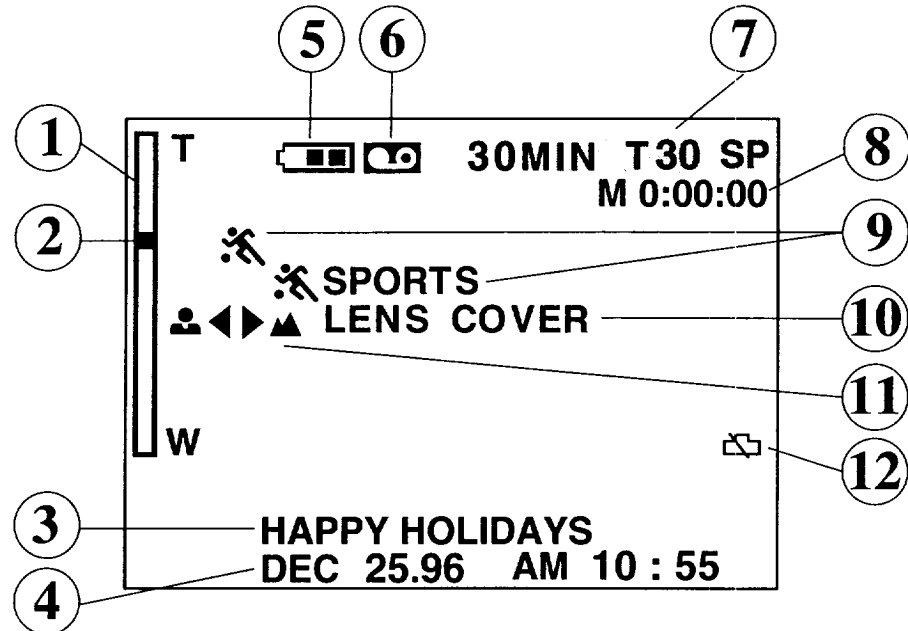 5 6 7
1 T 30MIN T30 SP
M 0:00:00 8
2 9
SPORTS
LENS COVER 10
11
W 12
3 HAPPY HOLIDAYS
4 DEC 25.96 AM 10 : 55